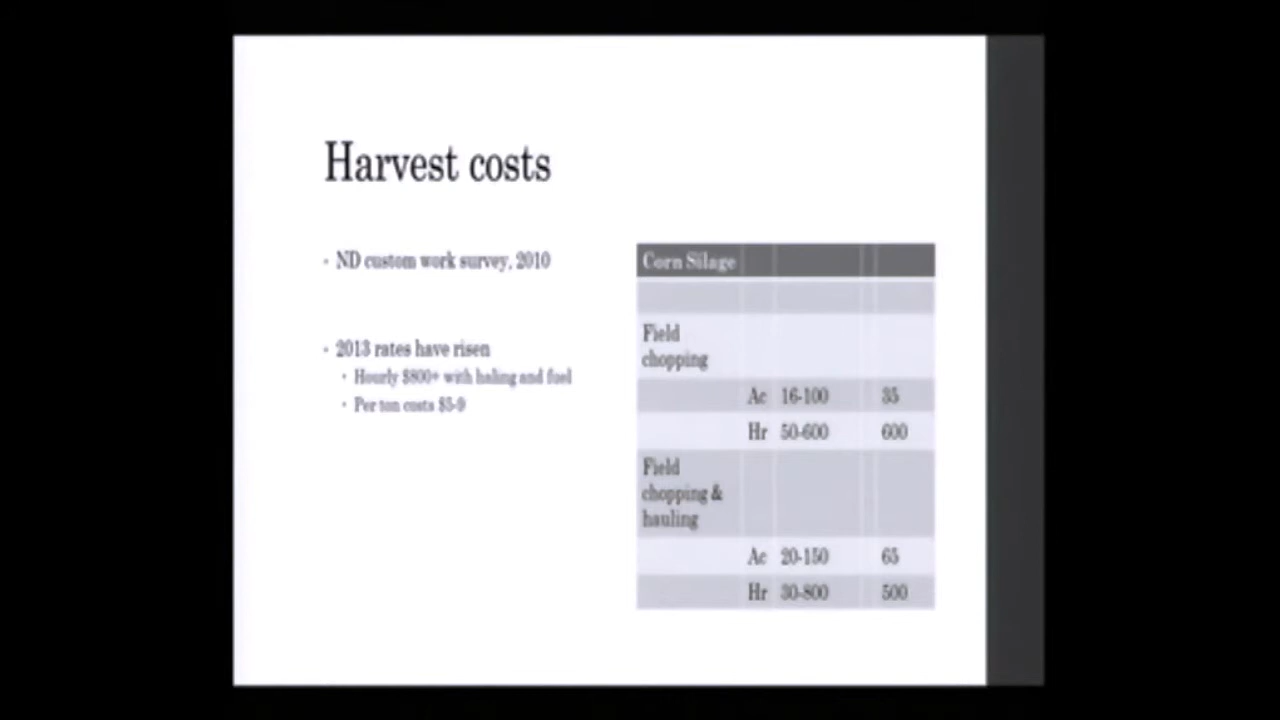 Harvest costs
ND custom work survey, 2010
2013 rates have risen
Hourly $800+ with haling and fuel
Per ton costs $5-9
Corn Silage
Field
chopping
Ac 16-100 35
Hr 50-600 600
Field
chopping &
hauling
Ac 20-150 65
Hr 30-800 500